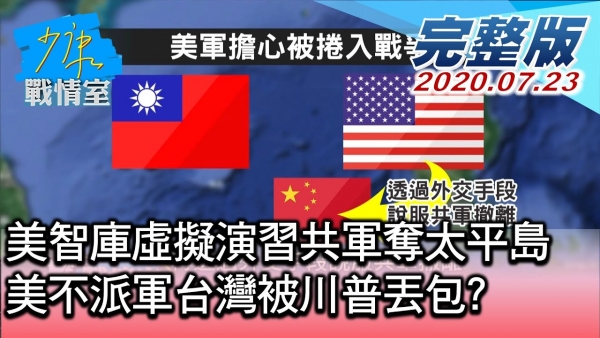 少康
戰情室
美軍擔心被捲入戰爭
完整版
2020.07.23
透過外交手段
說服共軍撤離
美智庫虛擬演習共軍奪太平島
美不派軍台灣被川普丟包?